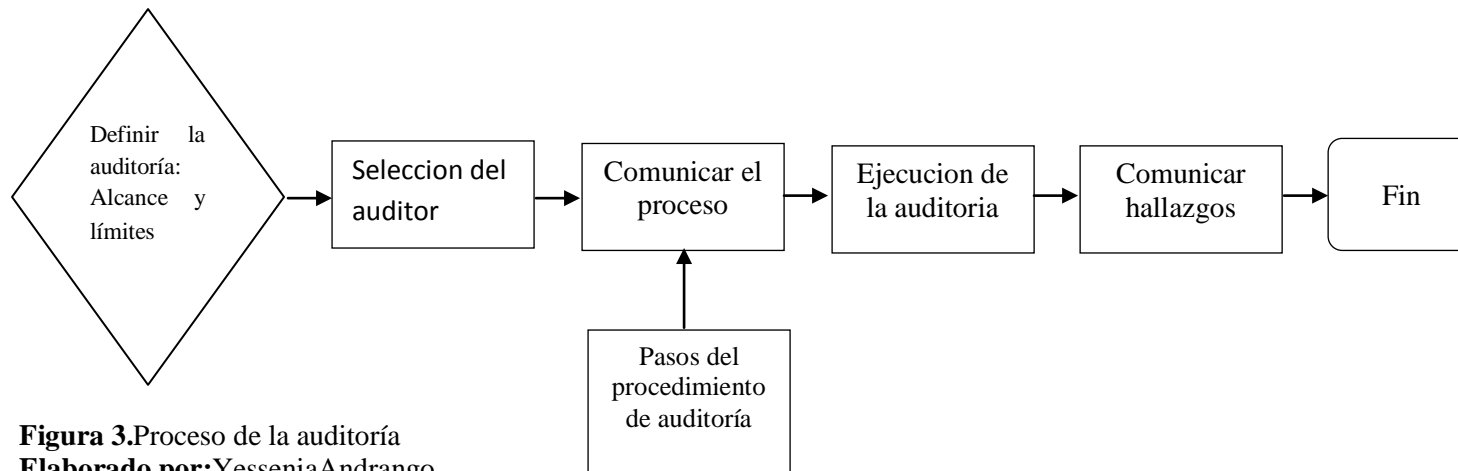 Definir la
auditoría:
Alcance y
límites
Seleccion del
auditor
Comunicar el
proceso
Ejecucion de
la auditoria
Comunicar
hallazgos
Fin
Pasos del
procedimiento
de auditoría
Figura 3.Proceso de la auditoría
Elaborado por:YesseniaAndrango